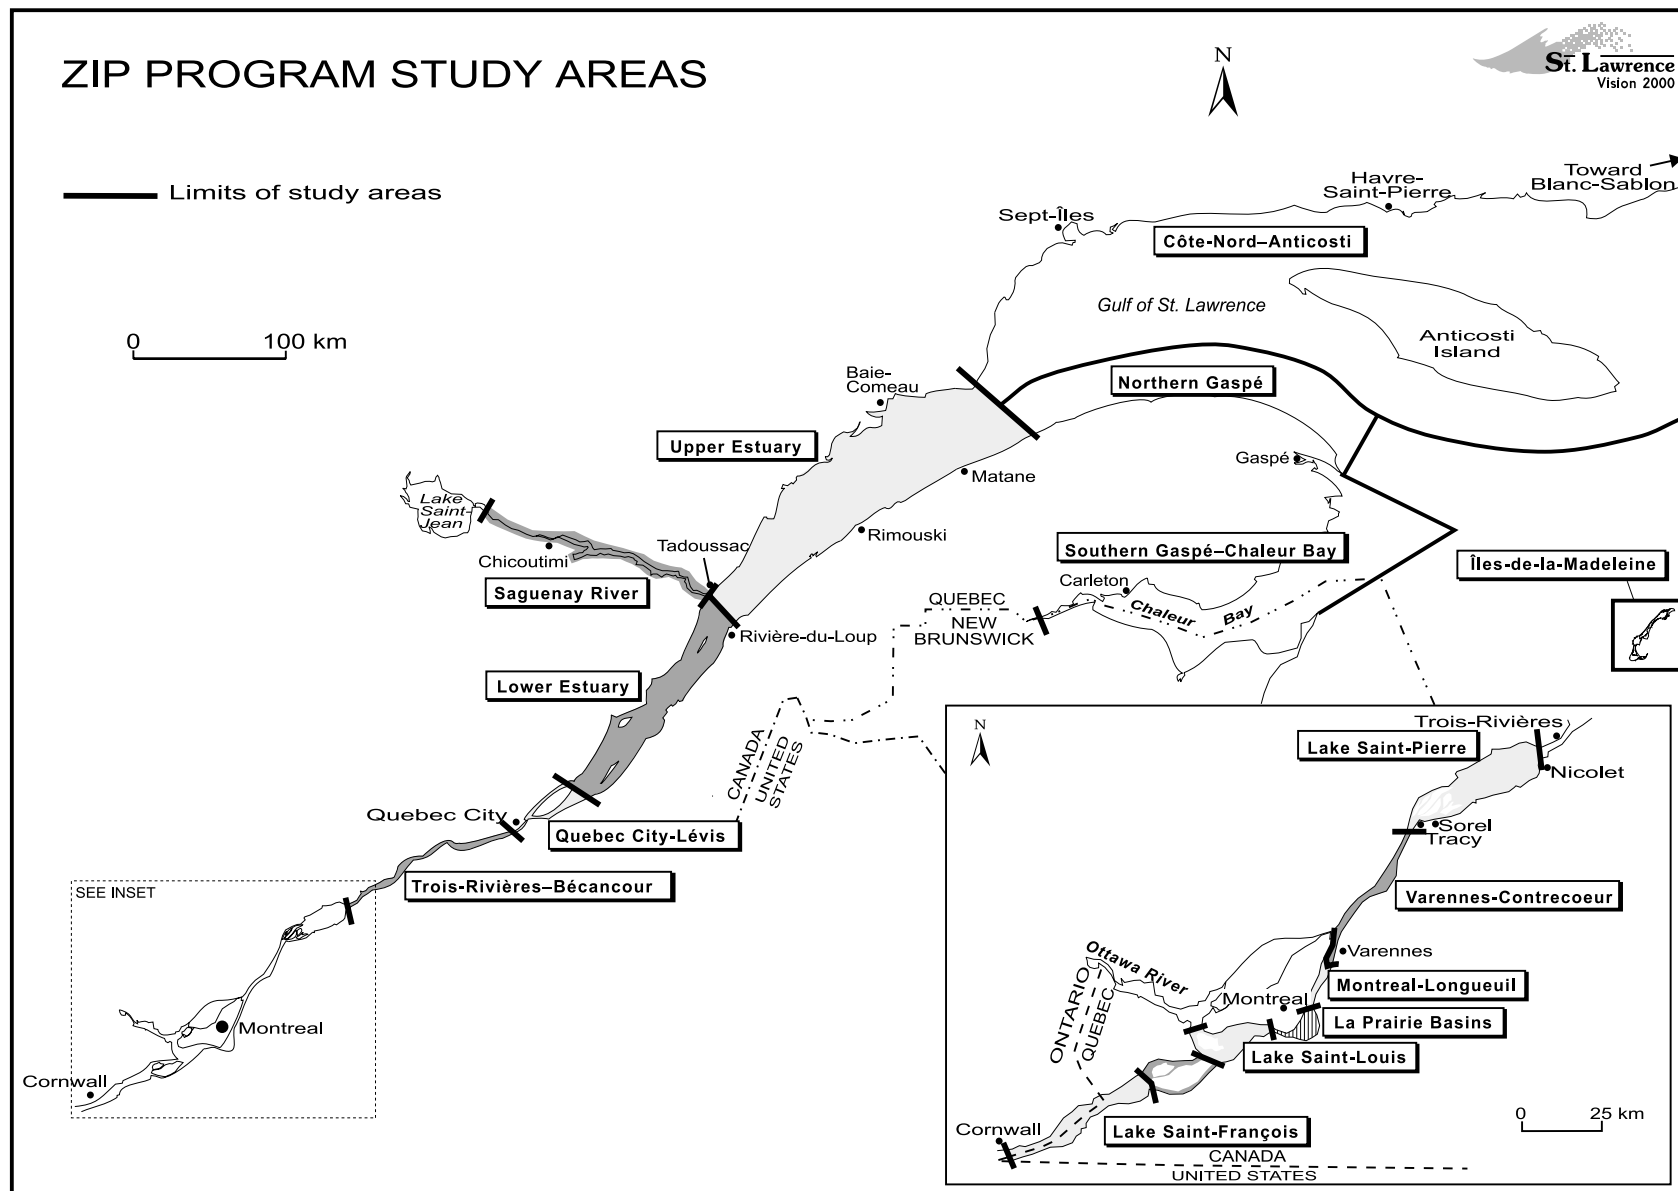 ZIP PROGRAM STUDY AREAS
N
St. Lawrence
Vision 2000
Limits of study areas
0 100 km
Toward
Blanc-Sablon
Havre-
Saint-Pierre
Sept-Îles
Côte-Nord–Anticosti
Gulf of St. Lawrence
Anticosti
Island
Baie-
Comeau
Northern Gaspé
Upper Estuary
Gaspé
Matane
Lake
Saint-
Jean
Rimouski
Chicoutimi
Tadoussac
Southern Gaspé–Chaleur Bay
Îles-de-la-Madeleine
Saguenay River
Carleton
Chaleur Bay
QUEBEC
NEW
BRUNSWICK
Rivière-du-Loup
Lower Estuary
CANADA
UNITED
STATES
Quebec City
Quebec City-Lévis
Trois-Rivières–Bécancour
SEE INSET
Montreal
Cornwall
N
Trois-Rivières
Lake Saint-Pierre
Nicolet
Sorel
Tracy
Varennes-Contrecoeur
Varennes
Ottawa River
Montreal-Longueuil
Montreal
ONTARIO
QUEBEC
La Prairie Basins
Lake Saint-Louis
0 25 km
Cornwall
Lake Saint-François
CANADA
UNITED STATES